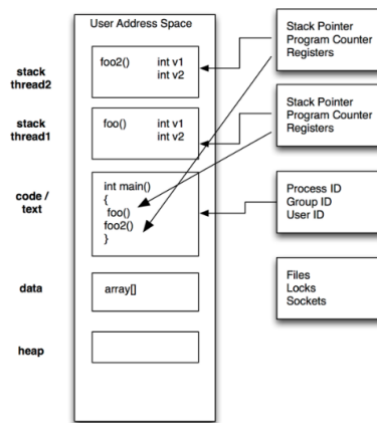 User Address Space
stack
thread2
foo2() int v1
int v2
stack
thread1
foo() int v1
int v2
code /
text
int main()
{
foo()
foo2()
}
data
array[]
heap
Stack Pointer
Program Counter
Registers
Stack Pointer
Program Counter
Registers
Process ID
Group ID
User ID
Files
Locks
Sockets